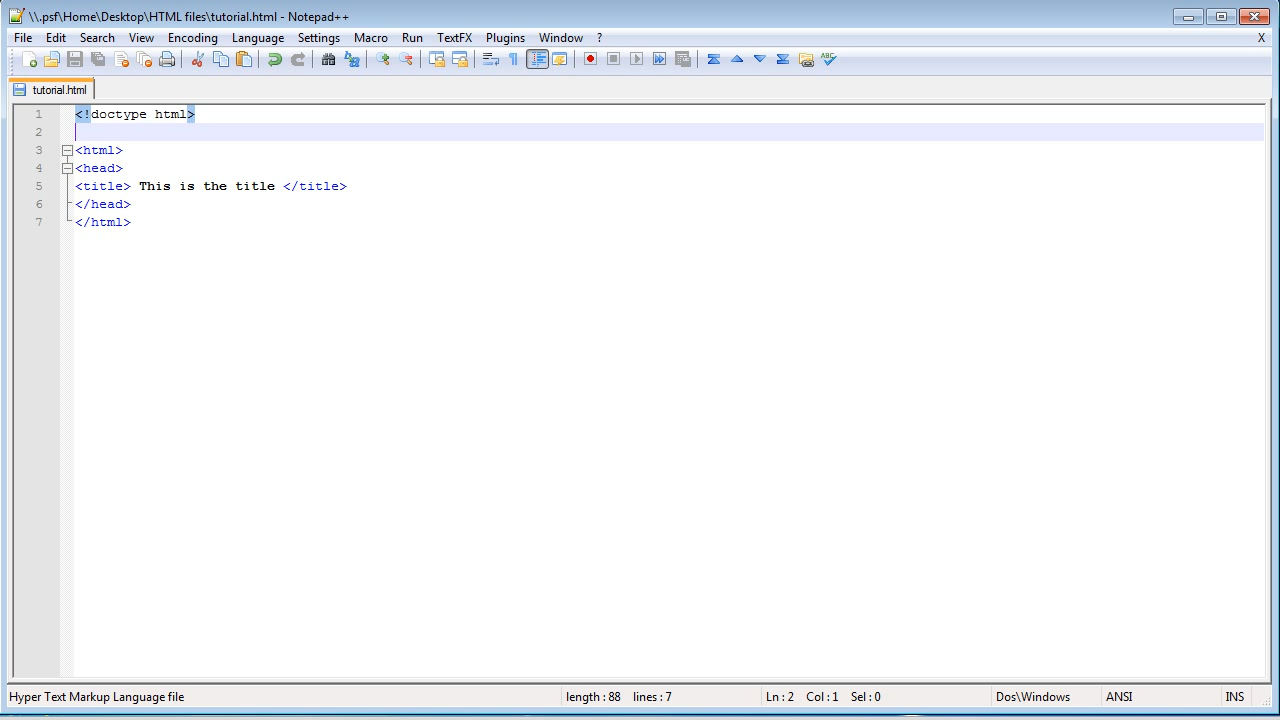 \\.psf\Home\Desktop\HTML files\tutorial.html - Notepad++
File Edit Search View Encoding Language Settings Macro Run TextFX Plugins Window ? X
ABC
tutorial.html
1 <!doctype html>
2
3 <html>
4 <head>
5 <title> This is the title </title>
6 </head>
7 </html>
Hyper Text Markup Language file length : 88 lines : 7 Ln : 2 Col : 1 Sel : 0 Dos\Windows ANSI INS